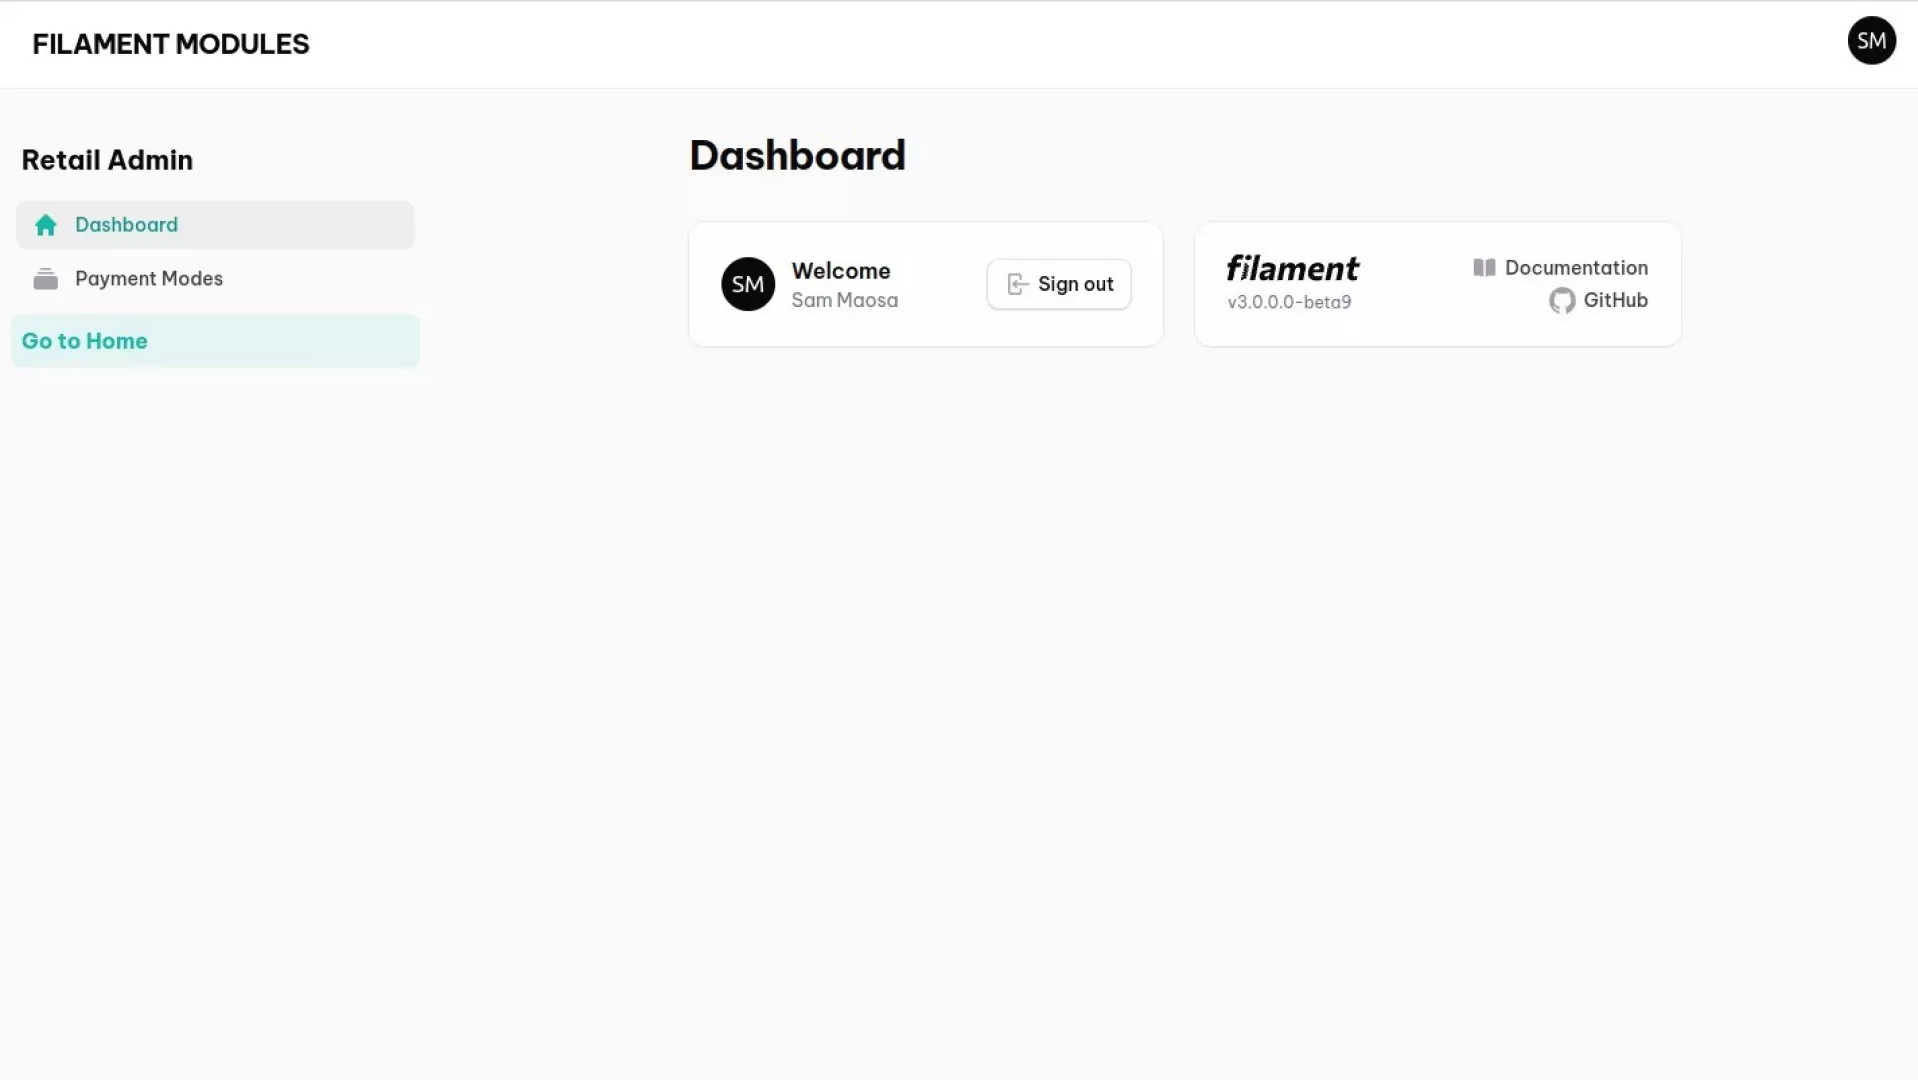 FILAMENT MODULES
SM
Retail Admin
Dashboard
Payment Modes
Go to Home
Dashboard
SM
Welcome
Sam Maosa
Sign out
filament
v3.0.0.0-beta9
Documentation
GitHub